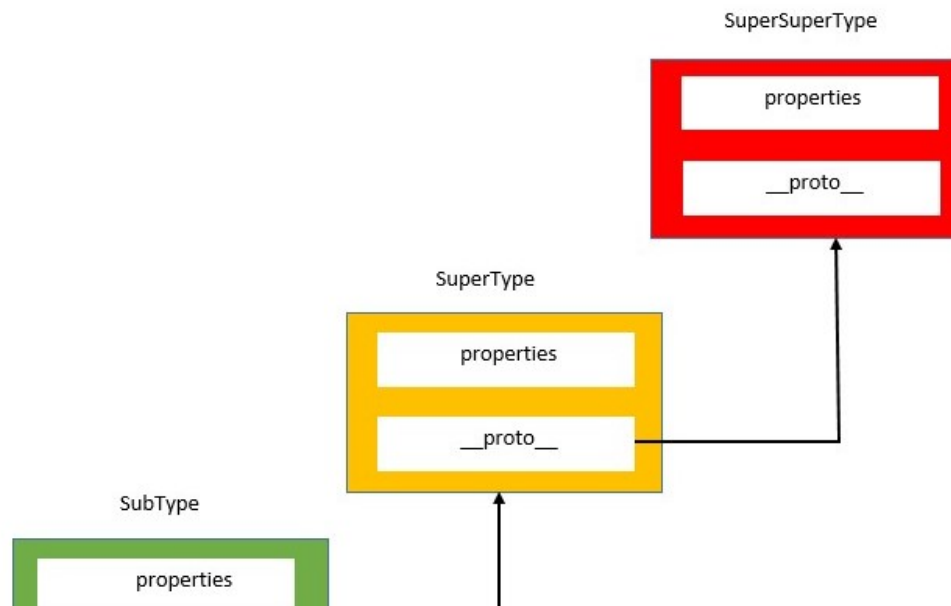 SuperSuperType
properties
__proto__
SuperType
properties
__proto__
SubType
properties